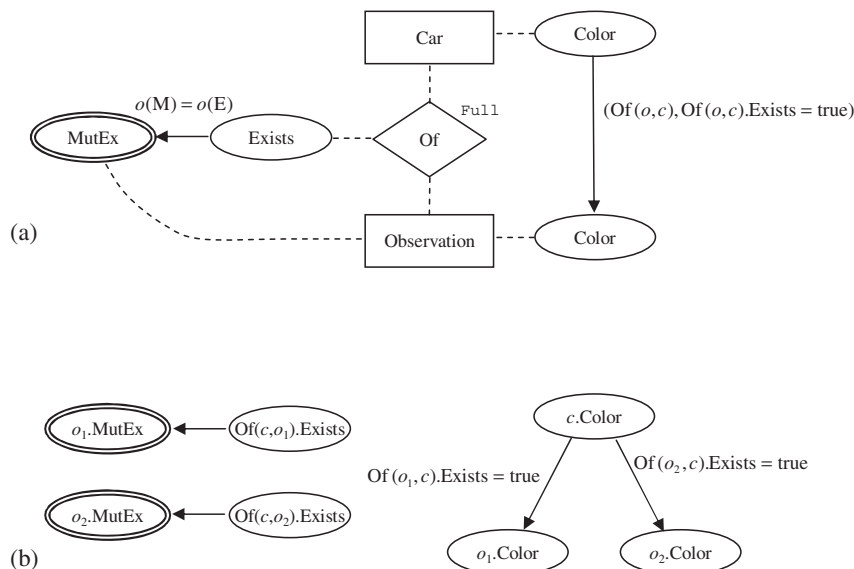 Car
Color
o(M) = o(E)
Full
(Of (o, c), Of (o, c).Exists = true)
MutEx
Exists
Of
(a)
Observation
Color
c.Color
o₁.MutEx
Of(c,o₁).Exists
Of (o₁, c).Exists = true
Of (o₂, c).Exists = true
o₂.MutEx
Of(c,o₂).Exists
(b)
o₁.Color
o₂.Color